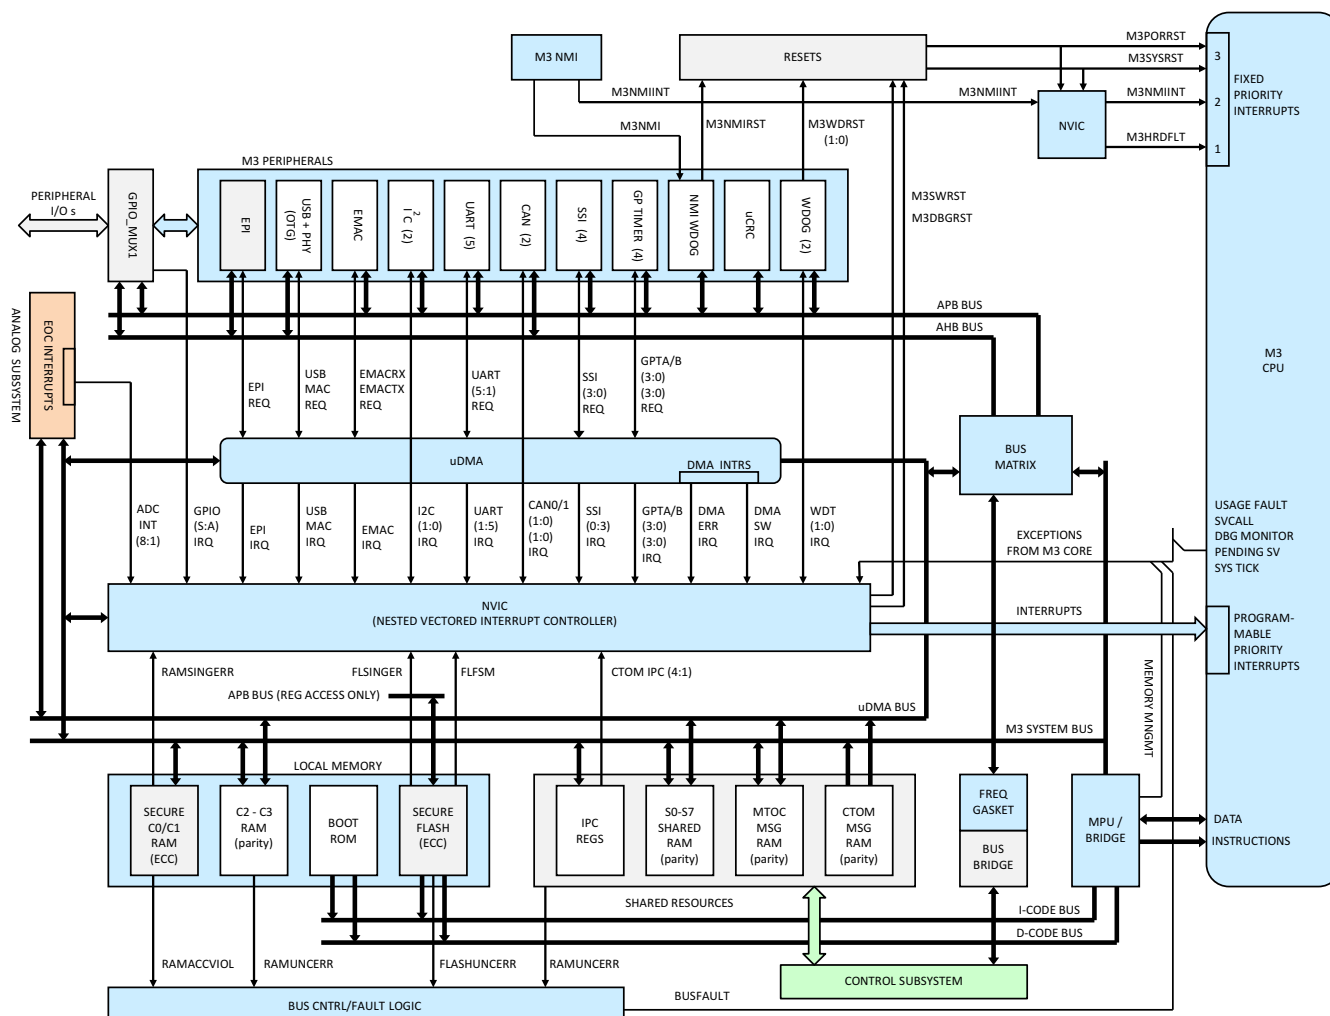 M3 NMI
RESETS
M3PORRST
M3SYSRST
3
FIXED
PRIORITY
INTERRUPTS
M3NMIINT
M3NMIINT
M3NMIINT
2
NVIC
M3NMI
M3NMIRST
M3WDRST
(1:0)
M3HRDFLT
1
M3 PERIPHERALS
PERIPHERAL
I/O s
GPIO_MUX1
EPI
USB + PHY
(OTG)
EMAC
I2C (2)
UART (5)
CAN (2)
SSI (4)
GP TIMER (4)
NMI WDOG
uCRC
WDOG (2)
M3SWRST
M3DBGRST
APB BUS
AHB BUS
ANALOG SUBSYSTEM
EOC INTERRUPTS
M3
CPU
EPI
REQ
USB
MAC
REQ
EMACRX
EMACTX
REQ
UART
(5:1)
REQ
SSI
(3:0)
REQ
GPTA/B
(3:0)
(3:0)
REQ
BUS
MATRIX
uDMA
DMA INTRS
ADC
INT
(8:1)
GPIO
(S:A)
IRQ
EPI
IRQ
USB
MAC
IRQ
EMAC
IRQ
I2C
(1:0)
IRQ
UART
(1:5)
IRQ
CAN0/1
(1:0)
(1:0)
IRQ
SSI
(0:3)
IRQ
GPTA/B
(3:0)
(3:0)
IRQ
DMA
ERR
IRQ
DMA
SW
IRQ
WDT
(1:0)
IRQ
EXCEPTIONS
FROM M3 CORE
USAGE FAULT
SVCALL
DBG MONITOR
PENDING SV
SYS TICK
NVIC
(NESTED VECTORED INTERRUPT CONTROLLER)
INTERRUPTS
PROGRAM-
MABLE
PRIORITY
INTERRUPTS
RAMSINGERR
FLSINGER
FLFSM
CTOM IPC (4:1)
MEMORY MNGMT
APB BUS (REG ACCESS ONLY)
uDMA BUS
M3 SYSTEM BUS
LOCAL MEMORY
SECURE
C0/C1
RAM
(ECC)
C2 - C3
RAM
(parity)
BOOT
ROM
SECURE
FLASH
(ECC)
IPC
REGS
S0-S7
SHARED
RAM
(parity)
MTOC
MSG
RAM
(parity)
CTOM
MSG
RAM
(parity)
FREQ
GASKET
BUS
BRIDGE
MPU /
BRIDGE
DATA
INSTRUCTIONS
SHARED RESOURCES
I-CODE BUS
D-CODE BUS
RAMACCVIOL
RAMUNCERR
FLASHUNCERR
RAMUNCERR
CONTROL SUBSYSTEM
BUS CNTRL/FAULT LOGIC
BUSFAULT